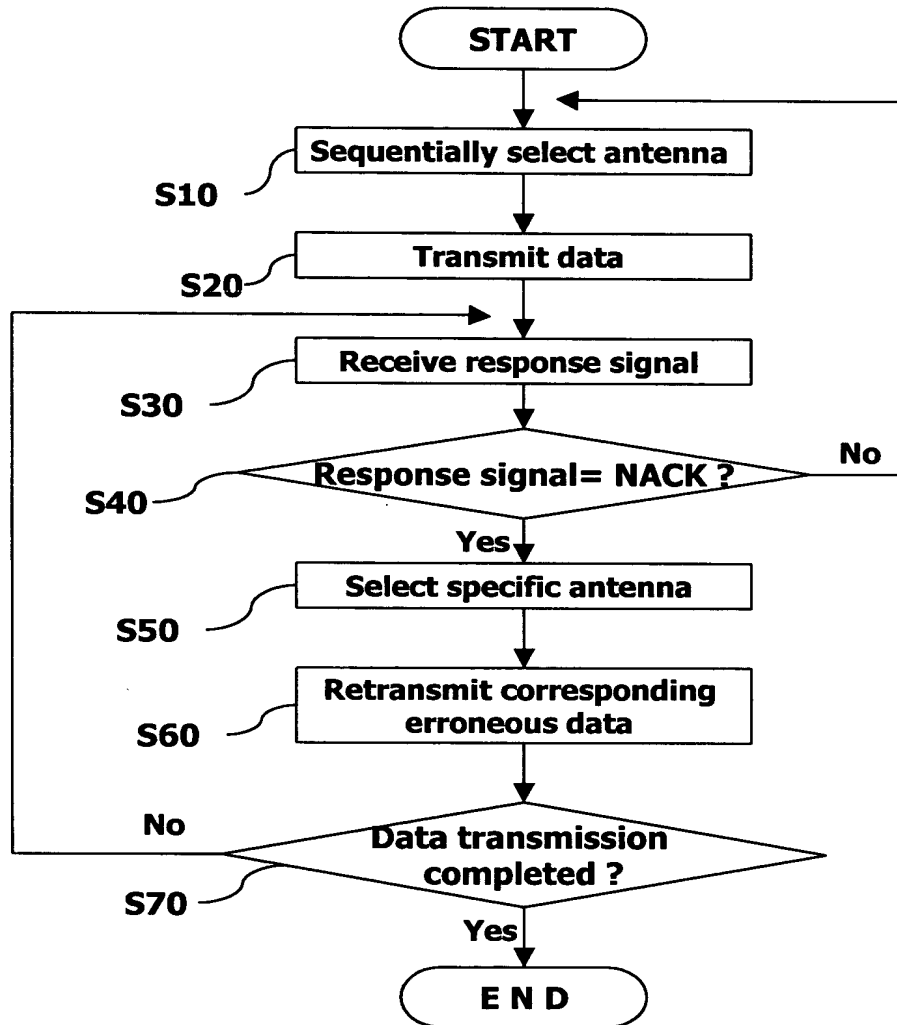 START
Sequentially select antenna
S10
Transmit data
S20
Receive response signal
S30
Response signal= NACK ?
No
S40
Yes
Select specific antenna
S50
Retransmit corresponding
erroneous data
S60
No
Data transmission
completed ?
S70
Yes
E N D